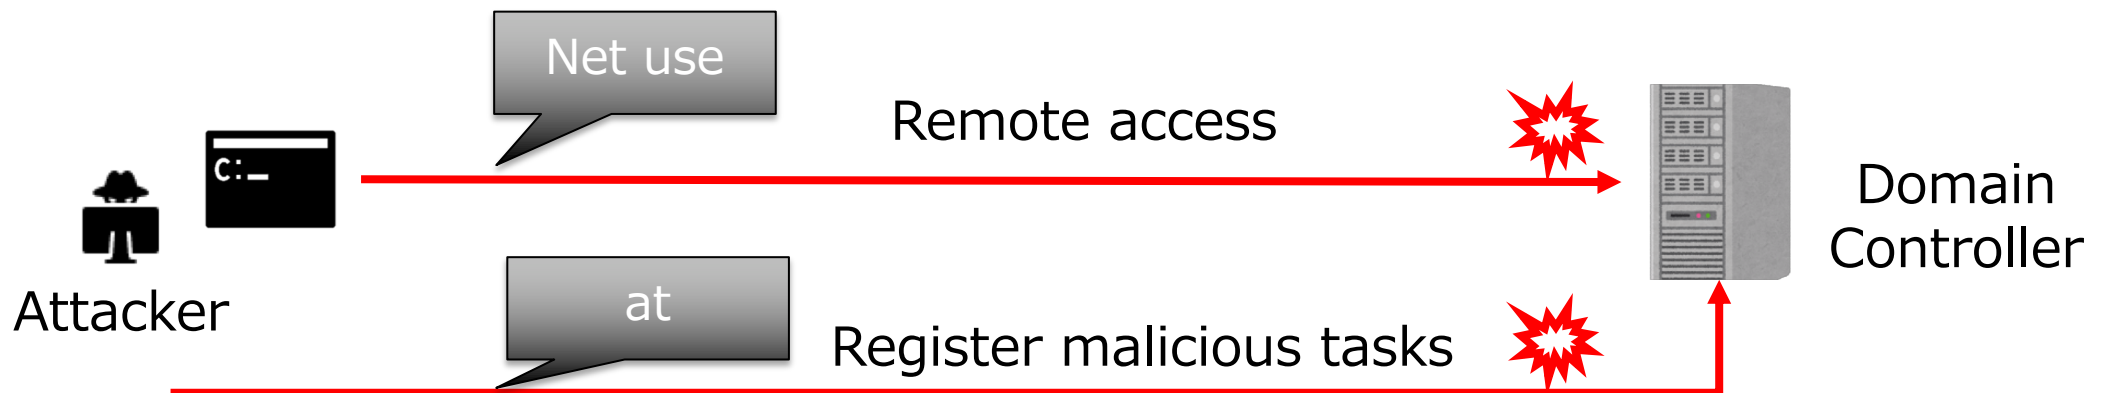 Net use
Remote access
C:
Domain
Controller
Attacker
at
Register malicious tasks